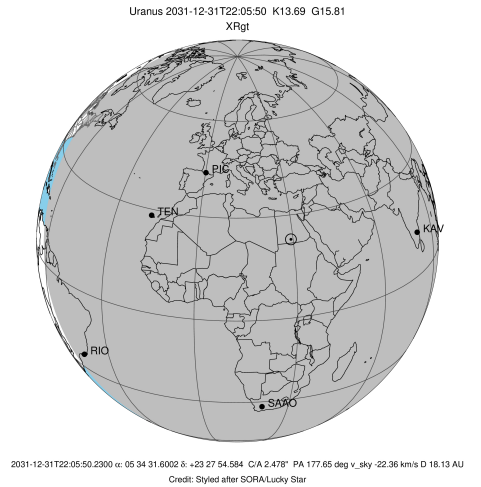 Uranus 2031-12-31T22:05:50 K13.69 G15.81
XRgt
PIC
TEN
KAV
RIO
SAAO
2031-12-31T22:05:50.2300 α: 05 34 31.6002 δ: +23 27 54.584 C/A 2.478" PA 177.65 deg v_sky -22.36 km/s D 18.13 AU
Credit: Styled after SORA/Lucky Star